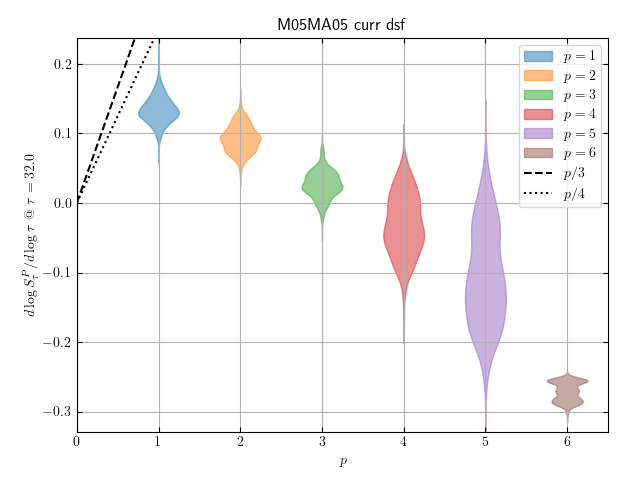 M05MA05 curr dsf
d log S_τ^P / d log τ @ τ = 32.0
0.2
0.1
0.0
−0.1
−0.2
−0.3
0 1 2 3 4 5 6
p
p = 1
p = 2
p = 3
p = 4
p = 5
p = 6
p/3
p/4